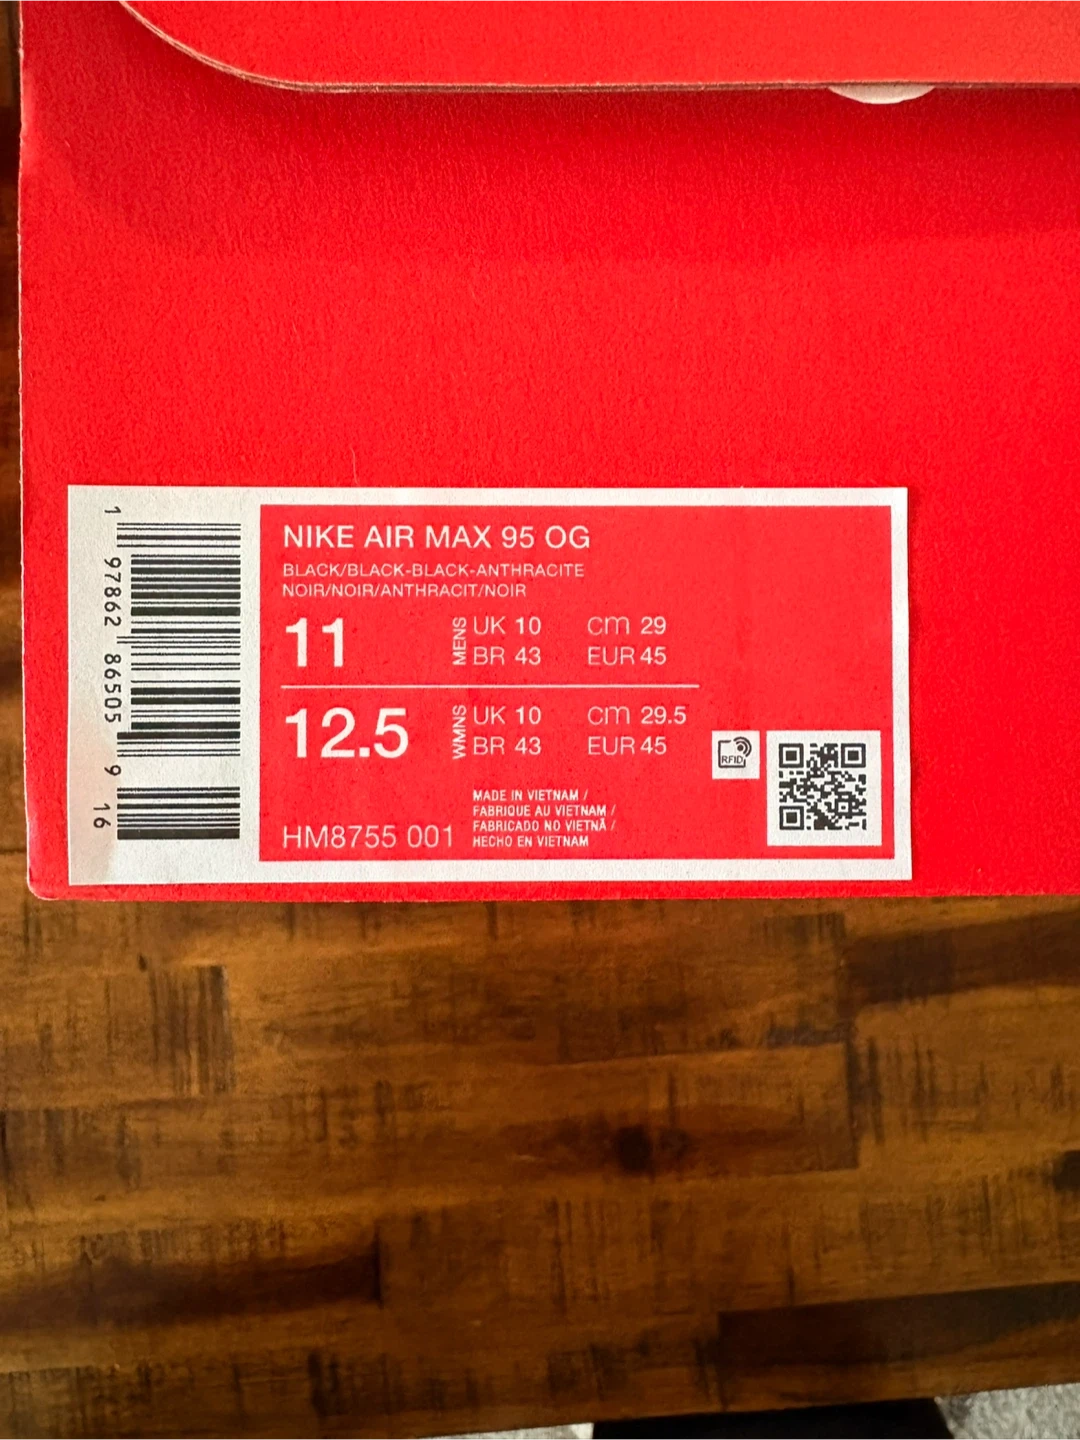 1 97862 86505 9 16
NIKE AIR MAX 95 OG
BLACK/BLACK-BLACK-ANTHRACITE
NOIR/NOIR/ANTHRACIT/NOIR
11
MENS
UK 10 cm 29
BR 43 EUR 45
12.5
WMNS
UK 10 cm 29.5
BR 43 EUR 45
RFID
HM8755 001
MADE IN VIETNAM /
FABRIQUE AU VIETNAM /
FABRICADO NO VIETNÃ /
HECHO EN VIETNAM